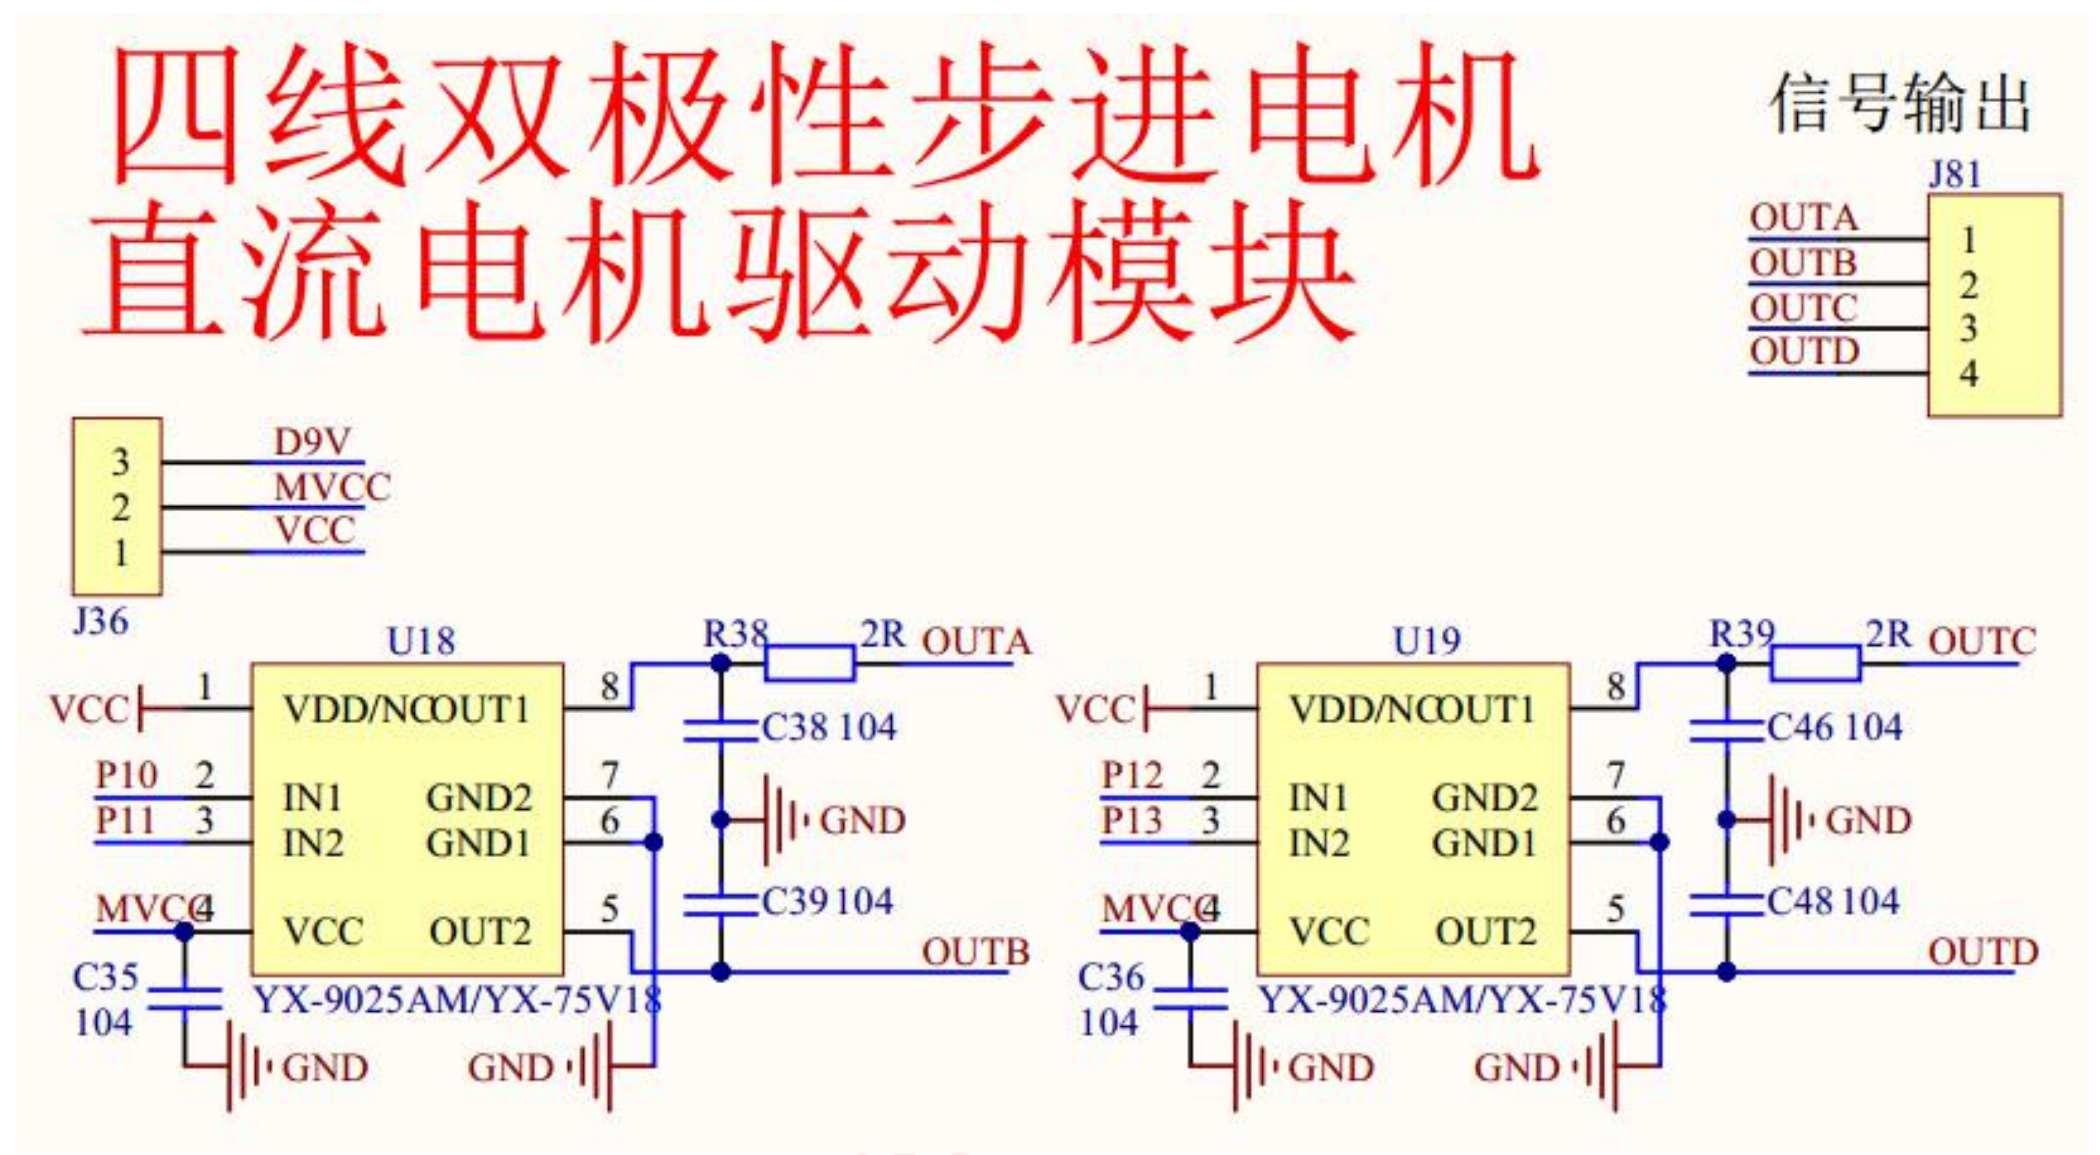 四线双极性步进电机
直流电机驱动模块
信号输出
J81
OUTA 1
OUTB 2
OUTC 3
OUTD 4
3 D9V
2 MVCC
1 VCC
J36
U18
VCC 1 VDD/NC OUT1 8
P10 2 IN1 GND2 7
P11 3 IN2 GND1 6
MVCC 4 VCC OUT2 5
YX-9025AM/YX-75V18
C35
104
GND
GND
R38 2R OUTA
C38 104
GND
C39 104
OUTB
U19
VCC 1 VDD/NC OUT1 8
P12 2 IN1 GND2 7
P13 3 IN2 GND1 6
MVCC 4 VCC OUT2 5
YX-9025AM/YX-75V18
C36
104
GND
GND
R39 2R OUTC
C46 104
GND
C48 104
OUTD